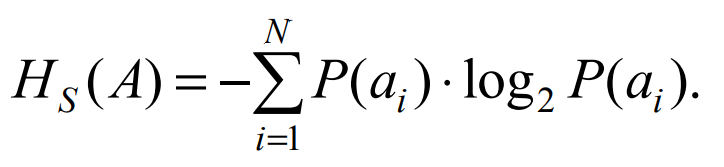 H_S(A) = −∑_{i=1}^{N} P(a_i) · log_2 P(a_i).